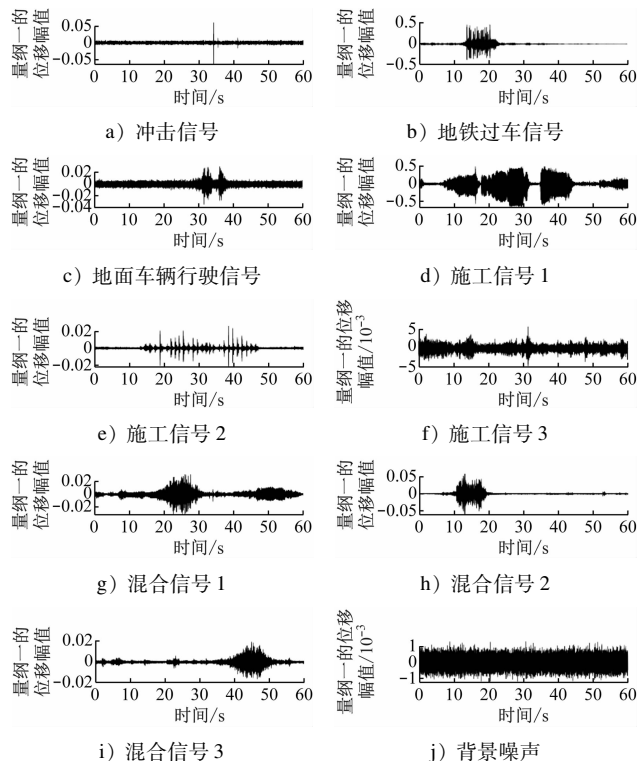 量纲一的
位移幅值
0.05
0
-0.05
0 10 20 30 40 50 60
时间/s
a) 冲击信号
量纲一的
位移幅值
0.5
0
-0.5
0 10 20 30 40 50 60
时间/s
b) 地铁过车信号
量纲一的
位移幅值
0.02
0
-0.02
-0.04
0 10 20 30 40 50 60
时间/s
c) 地面车辆行驶信号
量纲一的
位移幅值
0.5
0
-0.5
0 10 20 30 40 50 60
时间/s
d) 施工信号1
量纲一的
位移幅值
0.02
0
-0.02
0 10 20 30 40 50 60
时间/s
e) 施工信号2
量纲一的位移
幅值/10⁻³
5
0
-5
0 10 20 30 40 50 60
时间/s
f) 施工信号3
量纲一的
位移幅值
0.02
0
-0.02
0 10 20 30 40 50 60
时间/s
g) 混合信号1
量纲一的
位移幅值
0.05
0
-0.05
0 10 20 30 40 50 60
时间/s
h) 混合信号2
量纲一的
位移幅值
0.02
0
-0.02
0 10 20 30 40 50 60
时间/s
i) 混合信号3
量纲一的位移
幅值/10⁻³
1
0
-1
0 10 20 30 40 50 60
时间/s
j) 背景噪声